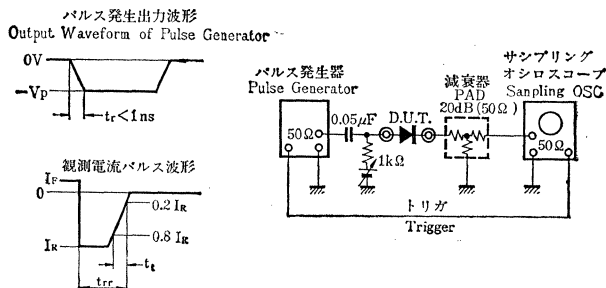 パルス発生出力波形
Output Waveform of Pulse Generator
0V
-Vp
tr<1ns
観測電流パルス波形
IF
0
0.2 IR
0.8 IR
IR
tt
trr
パルス発生器
Pulse Generator
50Ω
0.05μF
D.U.T.
1kΩ
減衰器
PAD
20dB (50Ω)
サンプリング
オシロスコープ
Sanpling OSC
50Ω
トリガ
Trigger